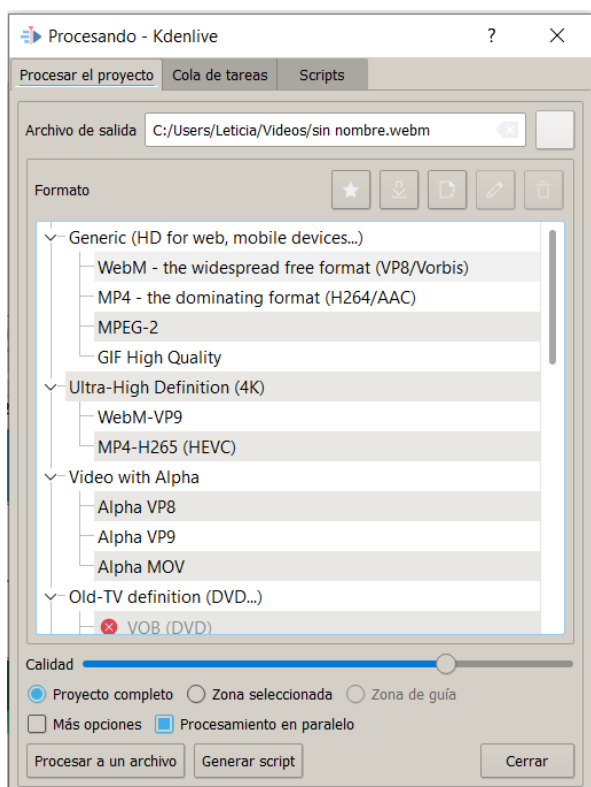 Procesando - Kdenlive ?
Procesar el proyecto Cola de tareas Scripts
Archivo de salida C:/Users/Leticia/Videos/sin nombre.webm
Formato
Generic (HD for web, mobile devices...)
WebM - the widespread free format (VP8/Vorbis)
MP4 - the dominating format (H264/AAC)
MPEG-2
GIF High Quality
Ultra-High Definition (4K)
WebM-VP9
MP4-H265 (HEVC)
Video with Alpha
Alpha VP8
Alpha VP9
Alpha MOV
Old-TV definition (DVD...)
VOB (DVD)
Calidad
Proyecto completo Zona seleccionada Zona de guía
Más opciones Procesamiento en paralelo
Procesar a un archivo Generar script Cerrar